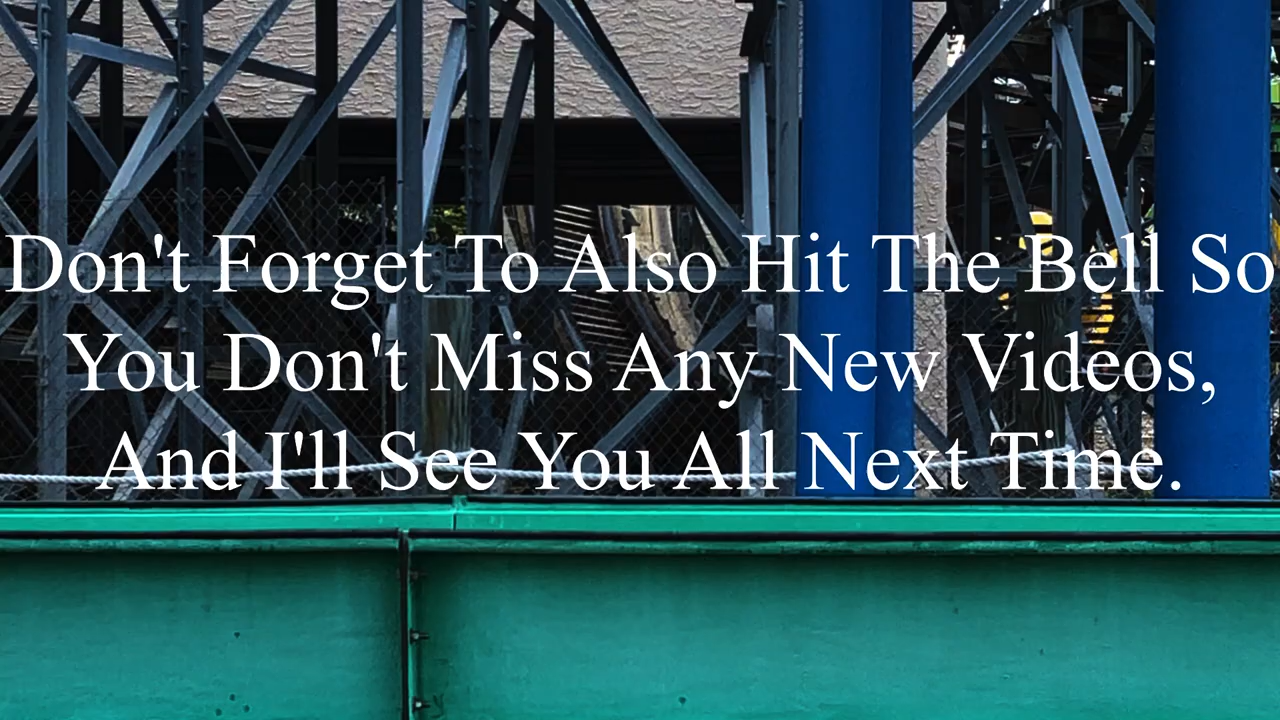 Don't Forget To Also Hit The Bell So
You Don't Miss Any New Videos,
And I'll See You All Next Time.